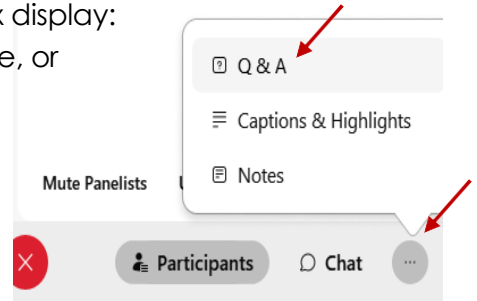 display:
e, or
Q & A
Captions & Highlights
Notes
Mute Panelists
Participants
Chat
...